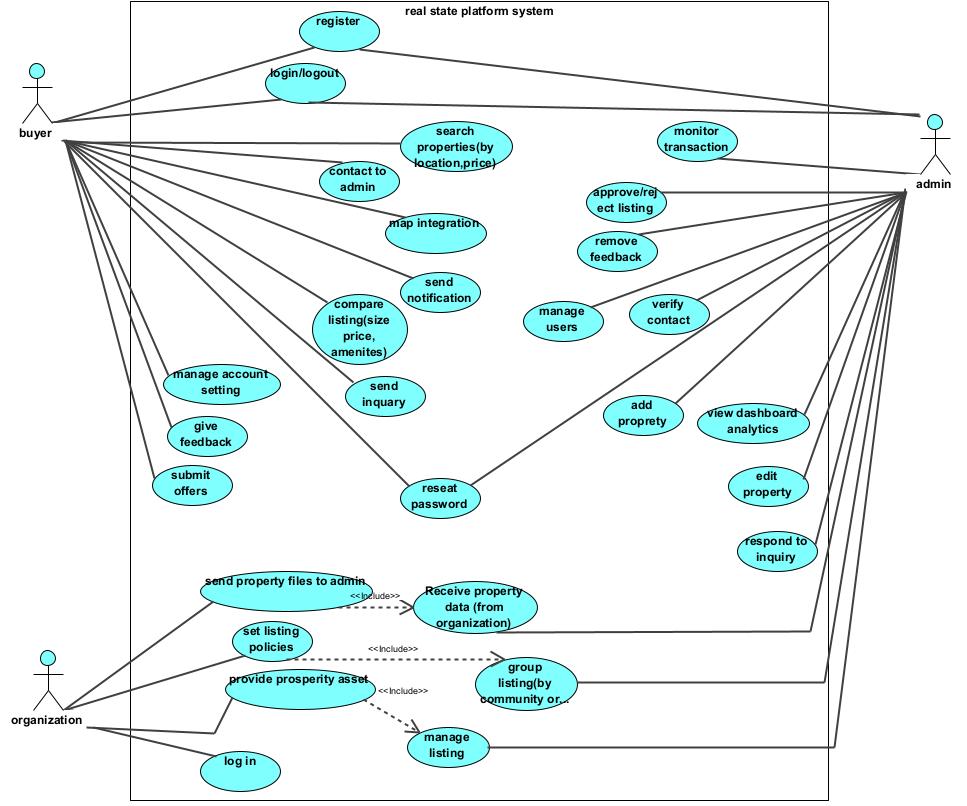 real state platform system
register
login/logout
buyer
search
properties(by
location,price)
monitor
transaction
contact to
admin
admin
approve/rej
ect listing
map integration
remove
feedback
send
notification
compare
listing(size
price,
amenites)
manage
users
verify
contact
manage account
setting
send
inquary
add
proprety
view dashboard
analytics
give
feedback
submit
offers
reseat
password
edit
property
respond to
inquiry
send property files to admin
<<Include>>
Receive property
data (from
organization)
set listing
policies
<<Include>>
group
listing(by
community or...
provide prosperity asset
<<Include>>
organization
manage
listing
log in